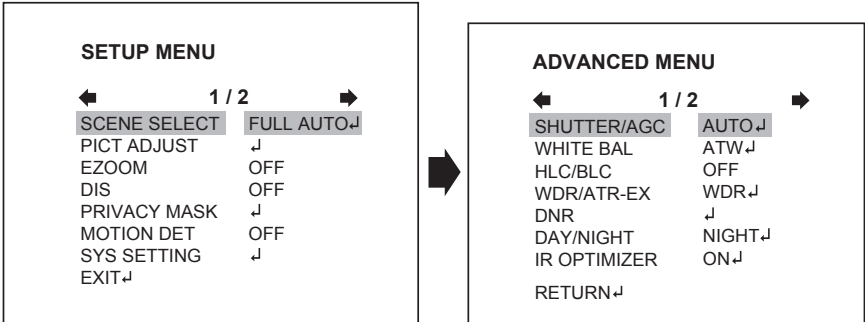 SETUP MENU
1 / 2
SCENE SELECT FULL AUTO↲
PICT ADJUST ↲
EZOOM OFF
DIS OFF
PRIVACY MASK ↲
MOTION DET OFF
SYS SETTING ↲
EXIT↲
ADVANCED MENU
1 / 2
SHUTTER/AGC AUTO↲
WHITE BAL ATW↲
HLC/BLC OFF
WDR/ATR-EX WDR↲
DNR ↲
DAY/NIGHT NIGHT↲
IR OPTIMIZER ON↲
RETURN↲